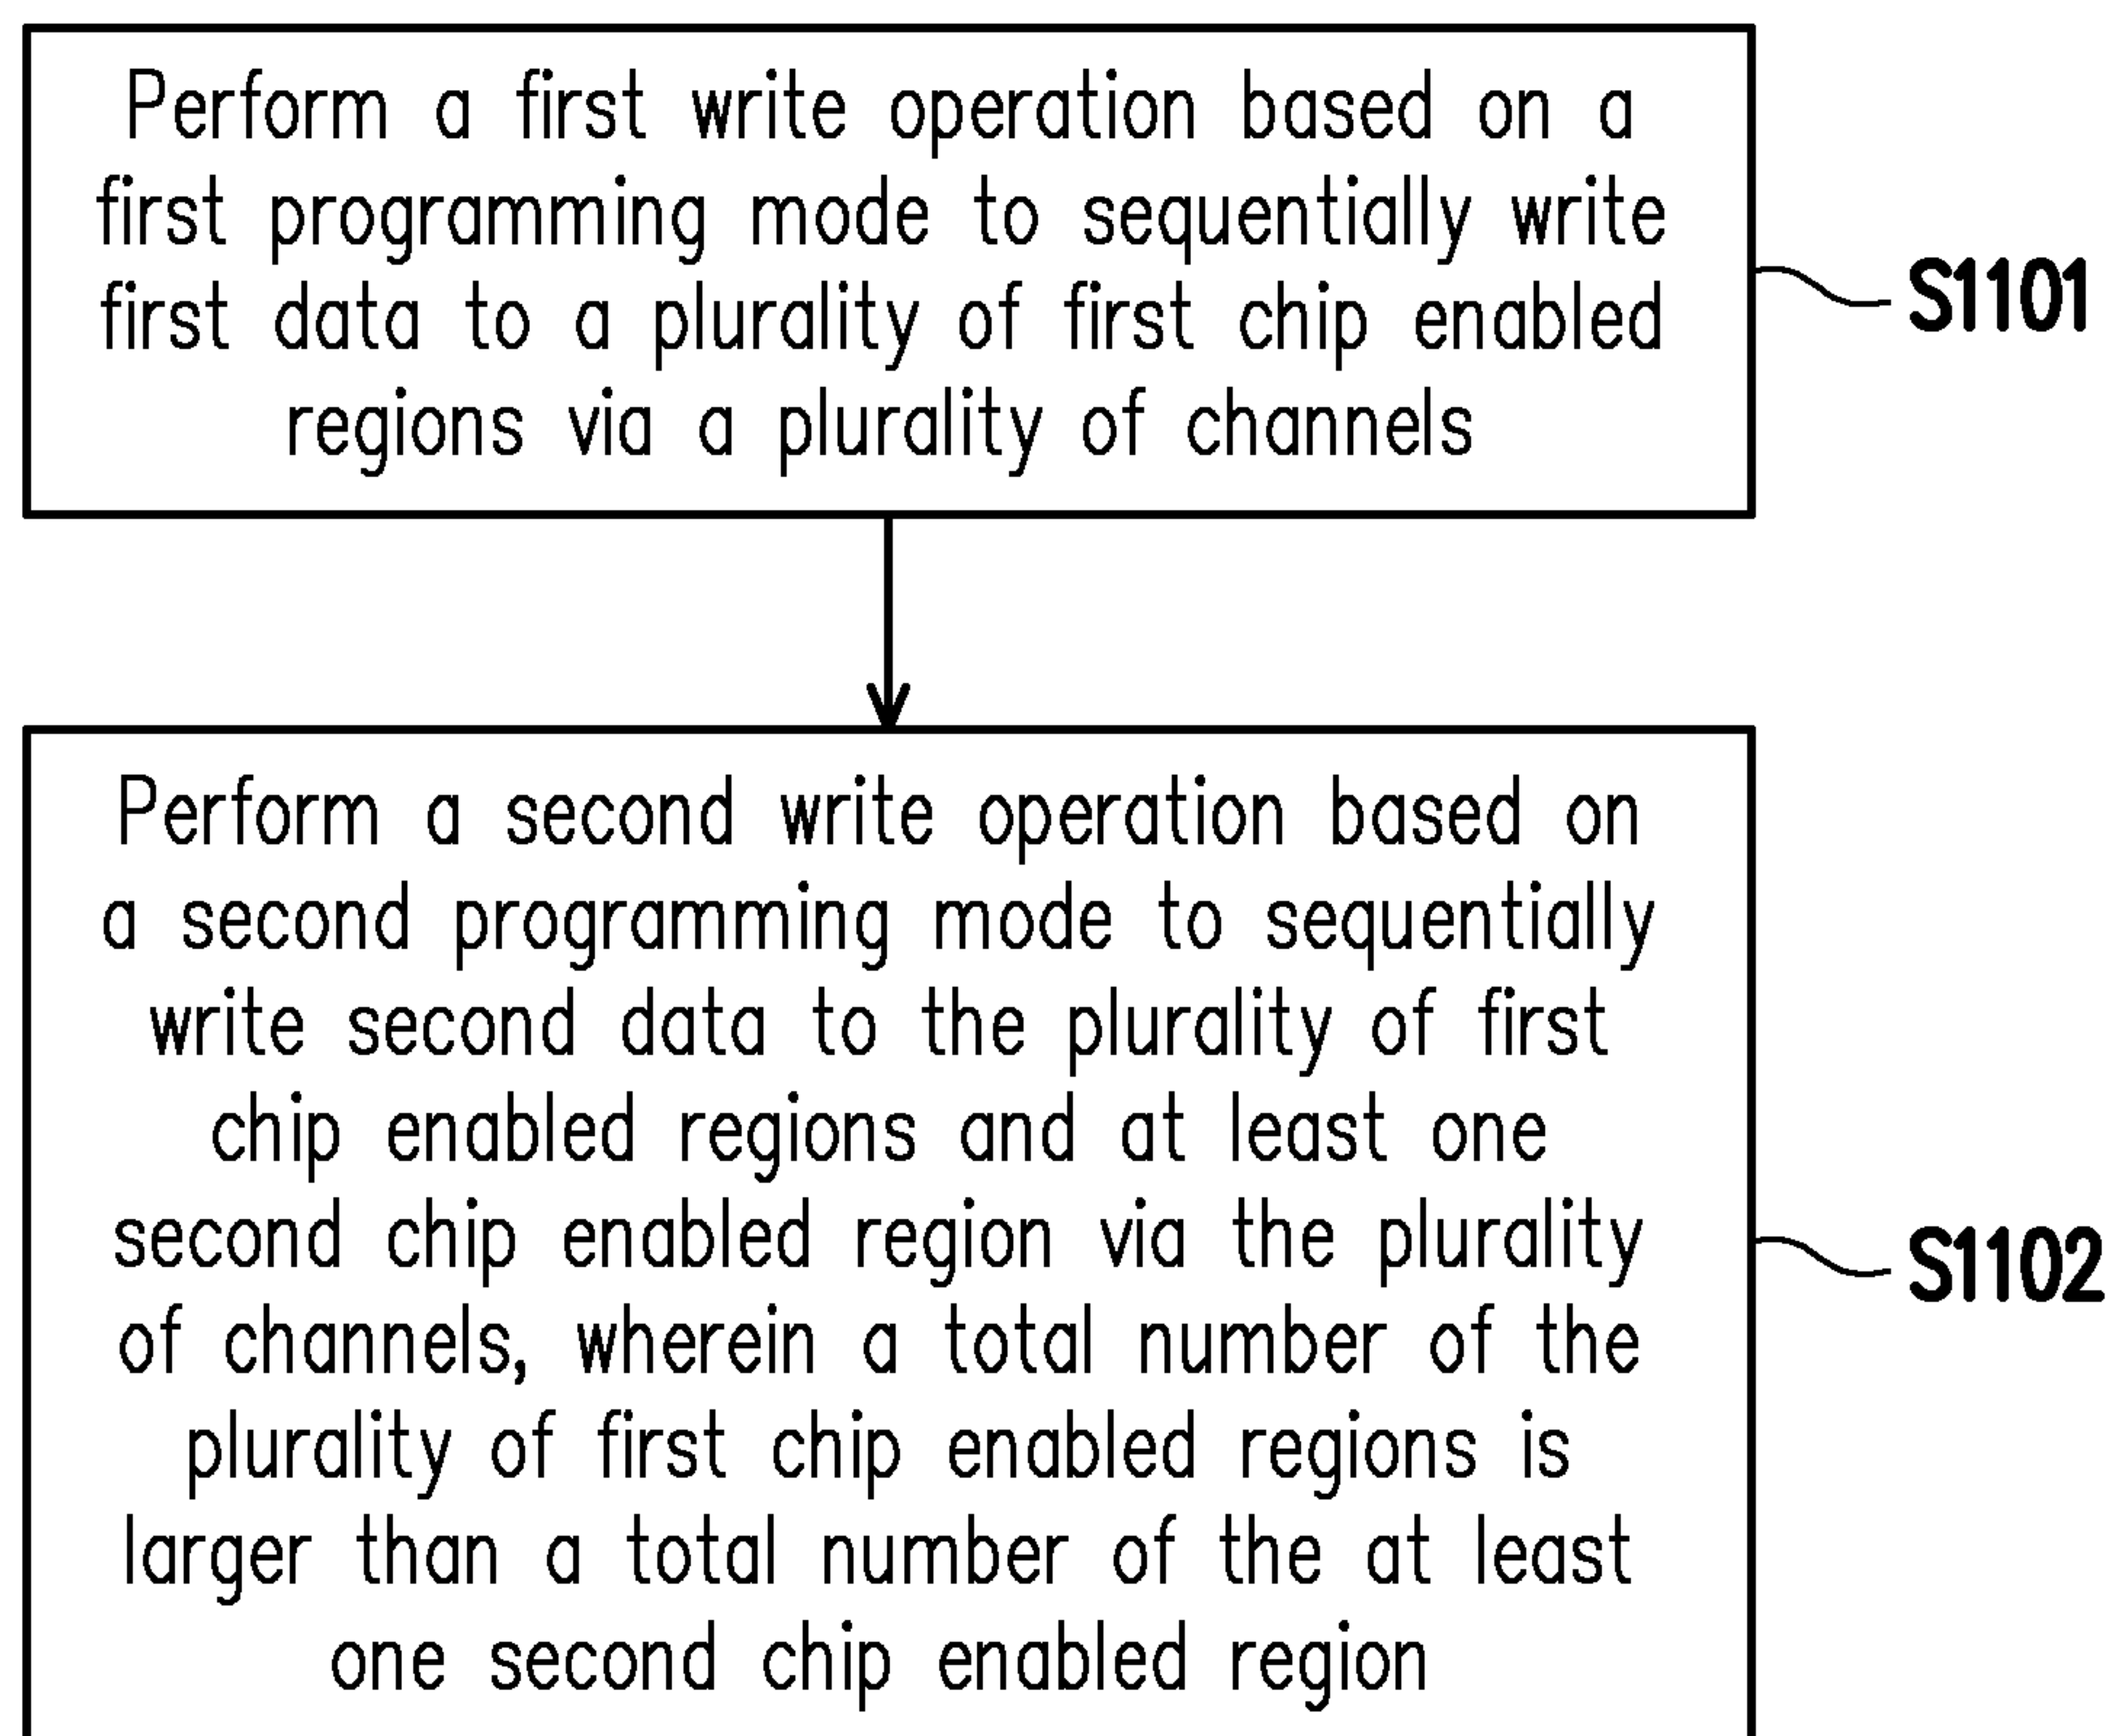 Perform a first write operation based on a
first programming mode to sequentially write
first data to a plurality of first chip enabled
regions via a plurality of channels
S1101
Perform a second write operation based on
a second programming mode to sequentially
write second data to the plurality of first
chip enabled regions and at least one
second chip enabled region via the plurality
of channels, wherein a total number of the
plurality of first chip enabled regions is
larger than a total number of the at least
one second chip enabled region
S1102